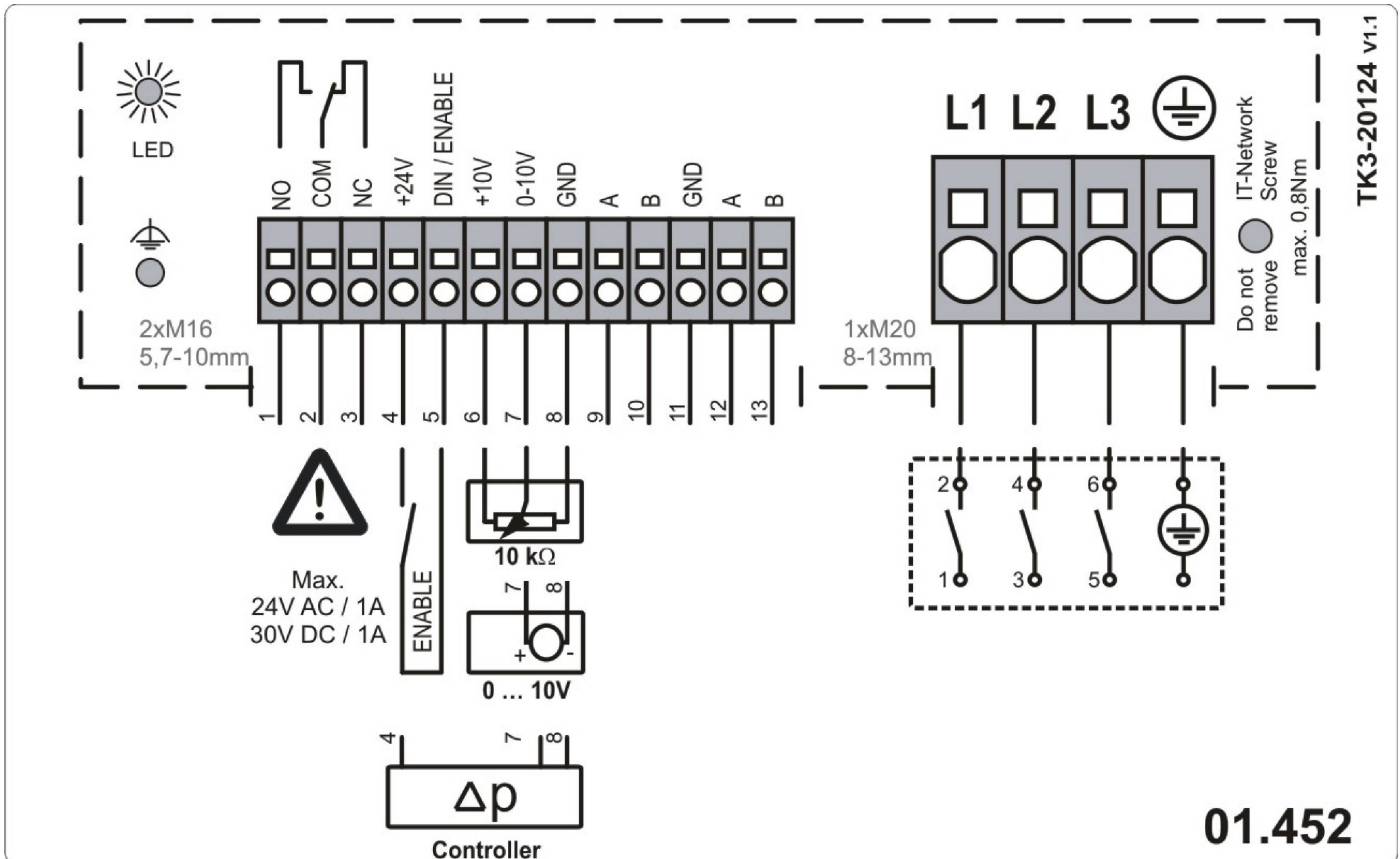 TK3-20124 V1.1
LED
NO
COM
NC
+24V
DIN / ENABLE
+10V
0-10V
GND
A
B
GND
A
B
L1 L2 L3
Do not remove
IT-Network
Screw
max. 0,8Nm
2xM16
5,7-10mm
1xM20
8-13mm
1
2
3
4
5
6
7
8
9
10
11
12
13
!
Max.
24V AC / 1A
30V DC / 1A
ENABLE
10 kΩ
7 8
+ -
0 ... 10V
4 7 8
Δp
Controller
2 4 6
1 3 5
01.452